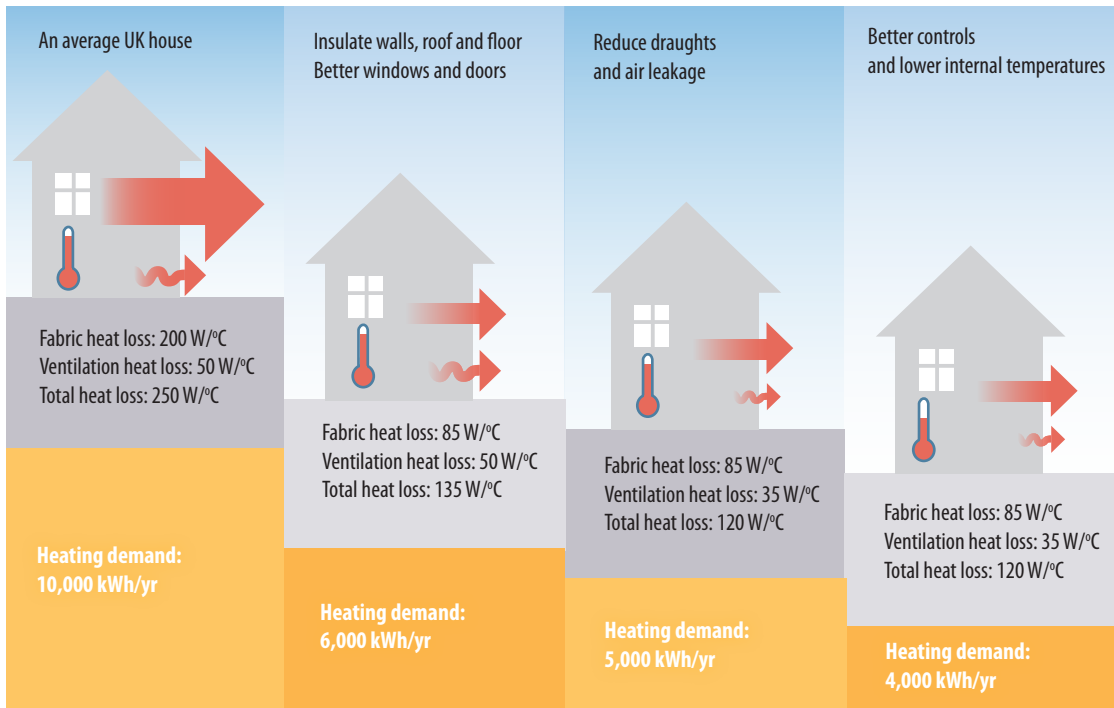 An average UK house
Fabric heat loss: 200 W/ºC
Ventilation heat loss: 50 W/ºC
Total heat loss: 250 W/ºC
Heating demand:
10,000 kWh/yr
Insulate walls, roof and floor
Better windows and doors
Fabric heat loss: 85 W/ºC
Ventilation heat loss: 50 W/ºC
Total heat loss: 135 W/ºC
Heating demand:
6,000 kWh/yr
Reduce draughts
and air leakage
Fabric heat loss: 85 W/ºC
Ventilation heat loss: 35 W/ºC
Total heat loss: 120 W/ºC
Heating demand:
5,000 kWh/yr
Better controls
and lower internal temperatures
Fabric heat loss: 85 W/ºC
Ventilation heat loss: 35 W/ºC
Total heat loss: 120 W/ºC
Heating demand:
4,000 kWh/yr